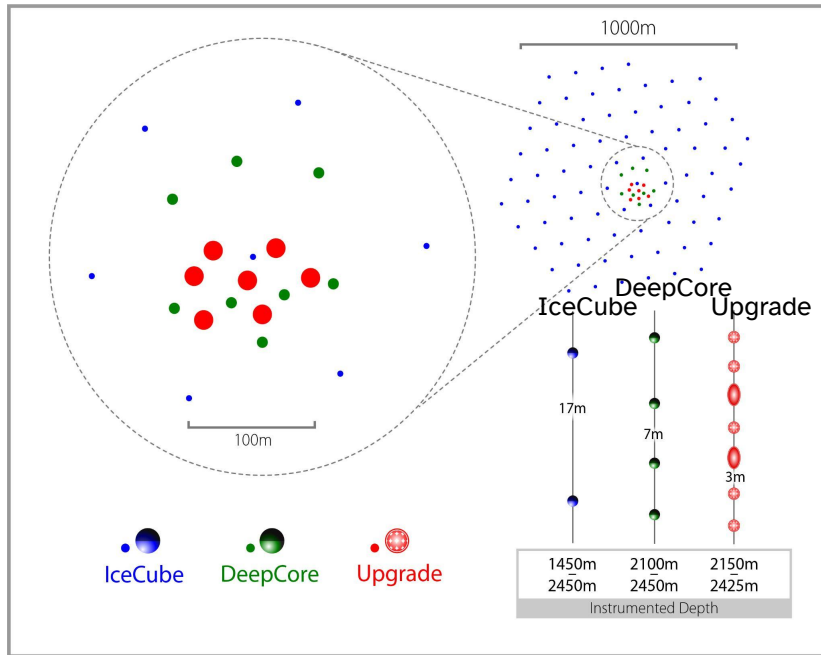 1000m
100m
IceCube
DeepCore
Upgrade
17m
7m
3m
IceCube
DeepCore
Upgrade
1450m 2100m 2150m
– – –
2450m 2450m 2425m
Instrumented Depth